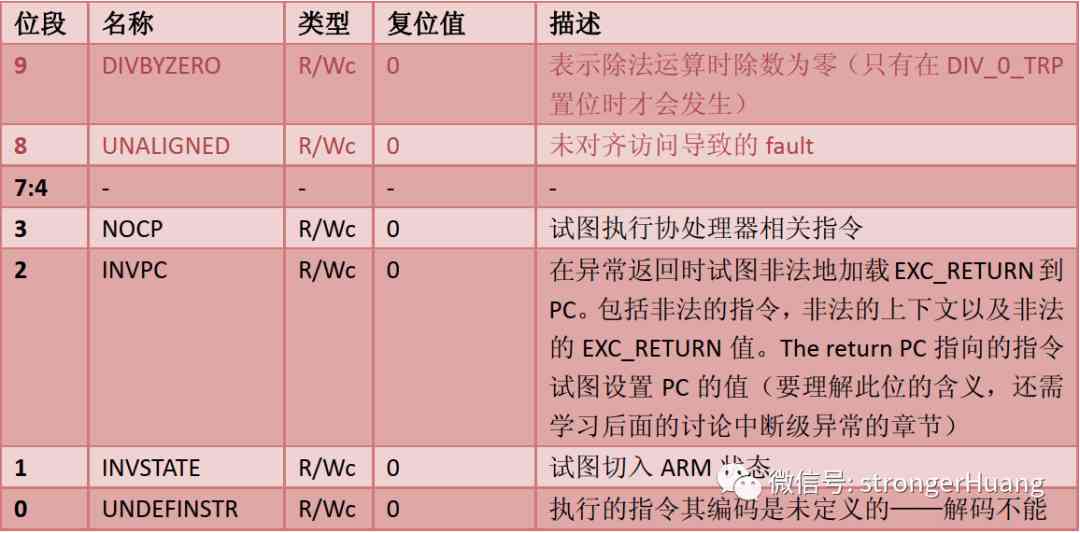 位段 名称 类型 复位值 描述
9 DIVBYZERO R/Wc 0 表示除法运算时除数为零（只有在 DIV_0_TRP
置位时才会发生）
8 UNALIGNED R/Wc 0 未对齐访问导致的 fault
7:4 - - - -
3 NOCP R/Wc 0 试图执行协处理器相关指令
2 INVPC R/Wc 0 在异常返回时试图非法地加载 EXC_RETURN 到
PC。包括非法的指令，非法的上下文以及非法
的 EXC_RETURN 值。The return PC 指向的指令
试图设置 PC 的值（要理解此位的含义，还需
学习后面的讨论中断级异常的章节）
1 INVSTATE R/Wc 0 试图切入 ARM 状态
微信号: strongerHuang
0 UNDEFINSTR R/Wc 0 执行的指令其编码是未定义的——解码不能